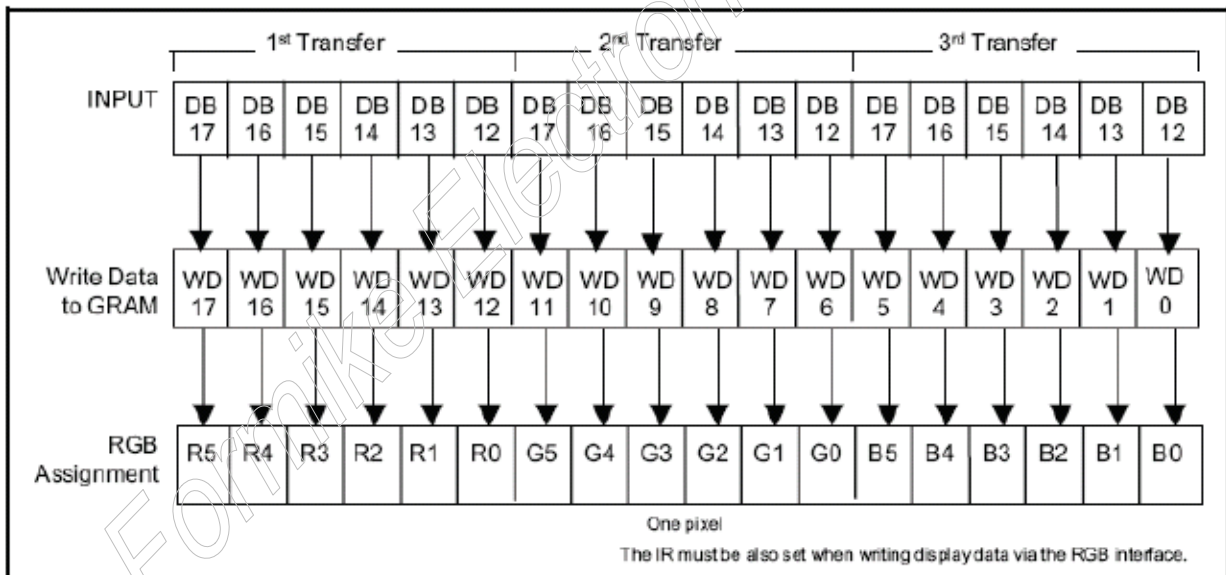 1st Transfer 2nd Transfer 3rd Transfer
INPUT DB 17 DB 16 DB 15 DB 14 DB 13 DB 12 DB 17 DB 16 DB 15 DB 14 DB 13 DB 12 DB 17 DB 16 DB 15 DB 14 DB 13 DB 12
Write Data to GRAM WD 17 WD 16 WD 15 WD 14 WD 13 WD 12 WD 11 WD 10 WD 9 WD 8 WD 7 WD 6 WD 5 WD 4 WD 3 WD 2 WD 1 WD 0
RGB Assignment R5 R4 R3 R2 R1 R0 G5 G4 G3 G2 G1 G0 B5 B4 B3 B2 B1 B0
One pixel
The IR must be also set when writing display data via the RGB interface.
Formike Electron